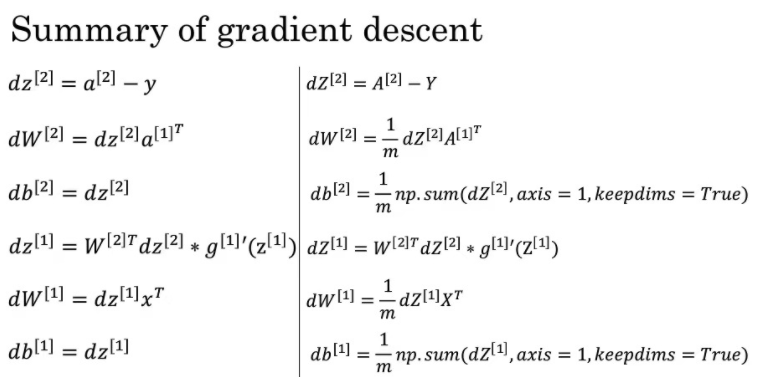 Summary of gradient descent
dz^{[2]} = a^{[2]} − y
dW^{[2]} = dz^{[2]}a^{[1]^T}
db^{[2]} = dz^{[2]}
dz^{[1]} = W^{[2]T}dz^{[2]} ∗ g^{[1]}′(z^{[1]})
dW^{[1]} = dz^{[1]}x^T
db^{[1]} = dz^{[1]}
dZ^{[2]} = A^{[2]} − Y
dW^{[2]} = \frac{1}{m} dZ^{[2]}A^{[1]^T}
db^{[2]} = \frac{1}{m} np.sum(dZ^{[2]}, axis = 1, keepdims = True)
dZ^{[1]} = W^{[2]T}dZ^{[2]} ∗ g^{[1]}′(Z^{[1]})
dW^{[1]} = \frac{1}{m} dZ^{[1]}X^T
db^{[1]} = \frac{1}{m} np.sum(dZ^{[1]}, axis = 1, keepdims = True)